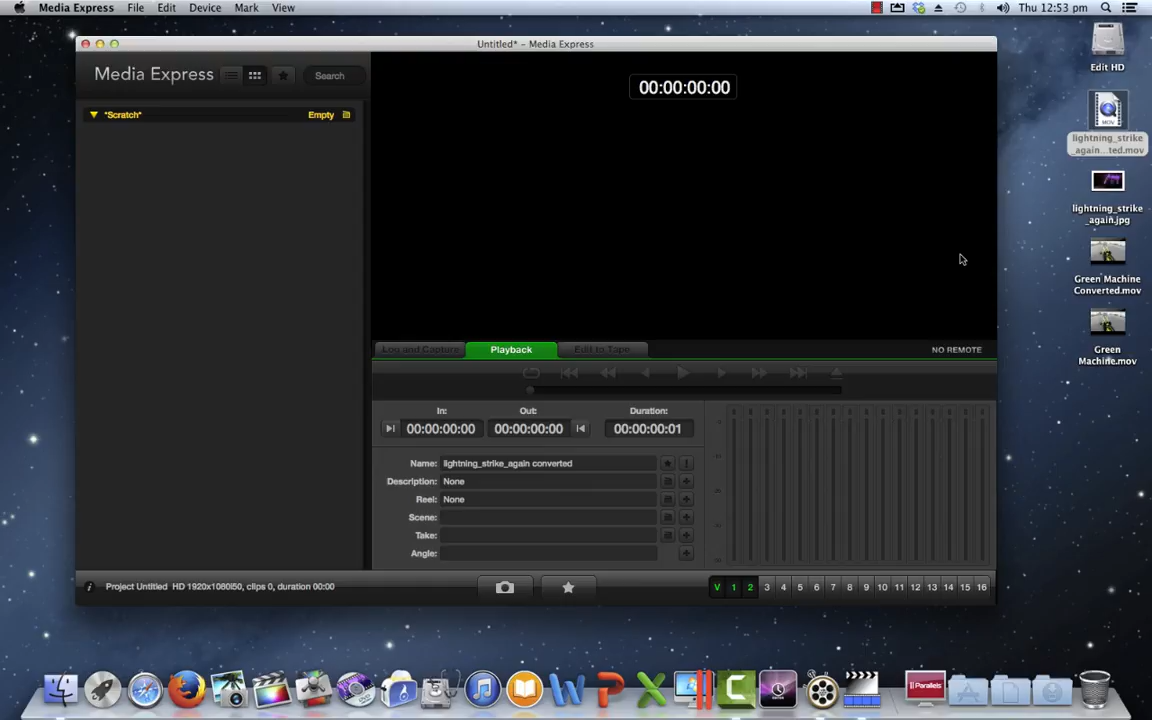 Media Express File Edit Device Mark View Thu 12:53 pm
Untitled* - Media Express
Media Express Search
*Scratch* Empty
00:00:00:00
Log and Capture Playback Edit to Tape NO REMOTE
In: Out: Duration:
00:00:00:00 00:00:00:00 00:00:00:01
Name: lightning_strike_again converted
Description: None
Reel: None
Scene:
Take:
Angle:
Project Untitled HD 1920x1080i50, clips 0, duration 00:00
V 1 2 3 4 5 6 7 8 9 10 11 12 13 14 15 16
Edit HD
MOV
lightning_strike
_again...ted.mov
lightning_strike
_again.jpg
Green Machine
Converted.mov
Green
Machine.mov
Parallels